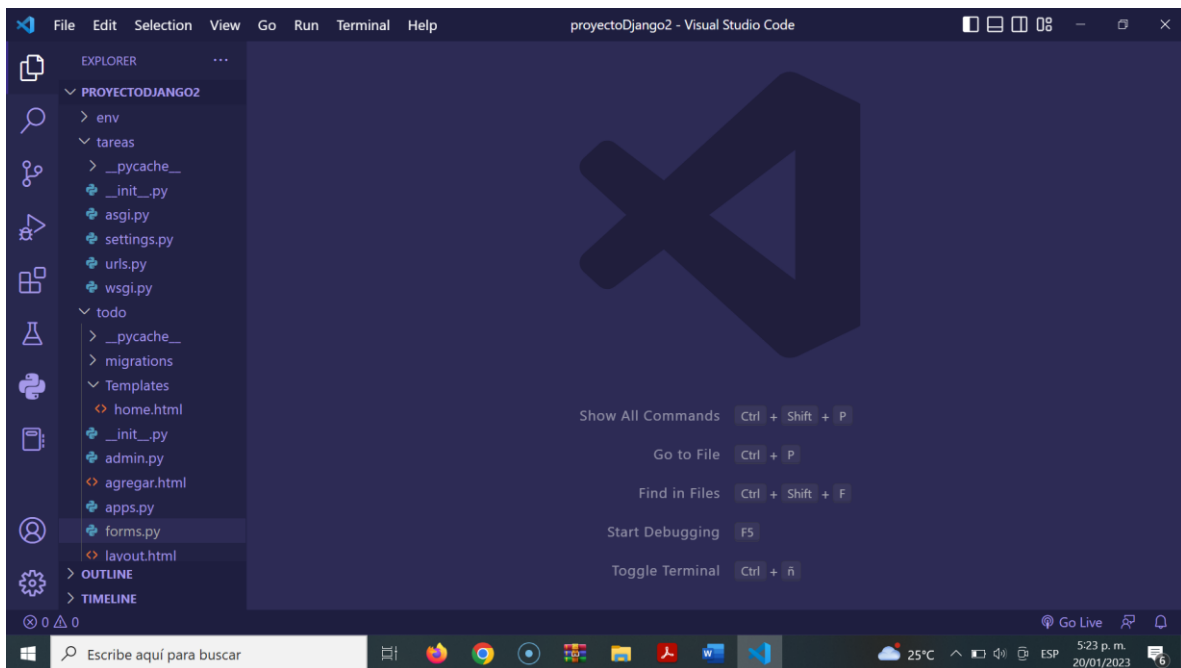 File Edit Selection View Go Run Terminal Help proyectoDjango2 - Visual Studio Code
EXPLORER ...
PROYECTODJANGO2
env
tareas
__pycache__
__init__.py
asgi.py
settings.py
urls.py
wsgi.py
todo
__pycache__
migrations
Templates
<> home.html
__init__.py
admin.py
<> agregar.html
apps.py
forms.py
<> layout.html
OUTLINE
TIMELINE
Show All Commands Ctrl + Shift + P
Go to File Ctrl + P
Find in Files Ctrl + Shift + F
Start Debugging F5
Toggle Terminal Ctrl + ñ
0 0 Go Live
Escribe aquí para buscar W 25°C ESP 5:23 p. m.
20/01/2023 6